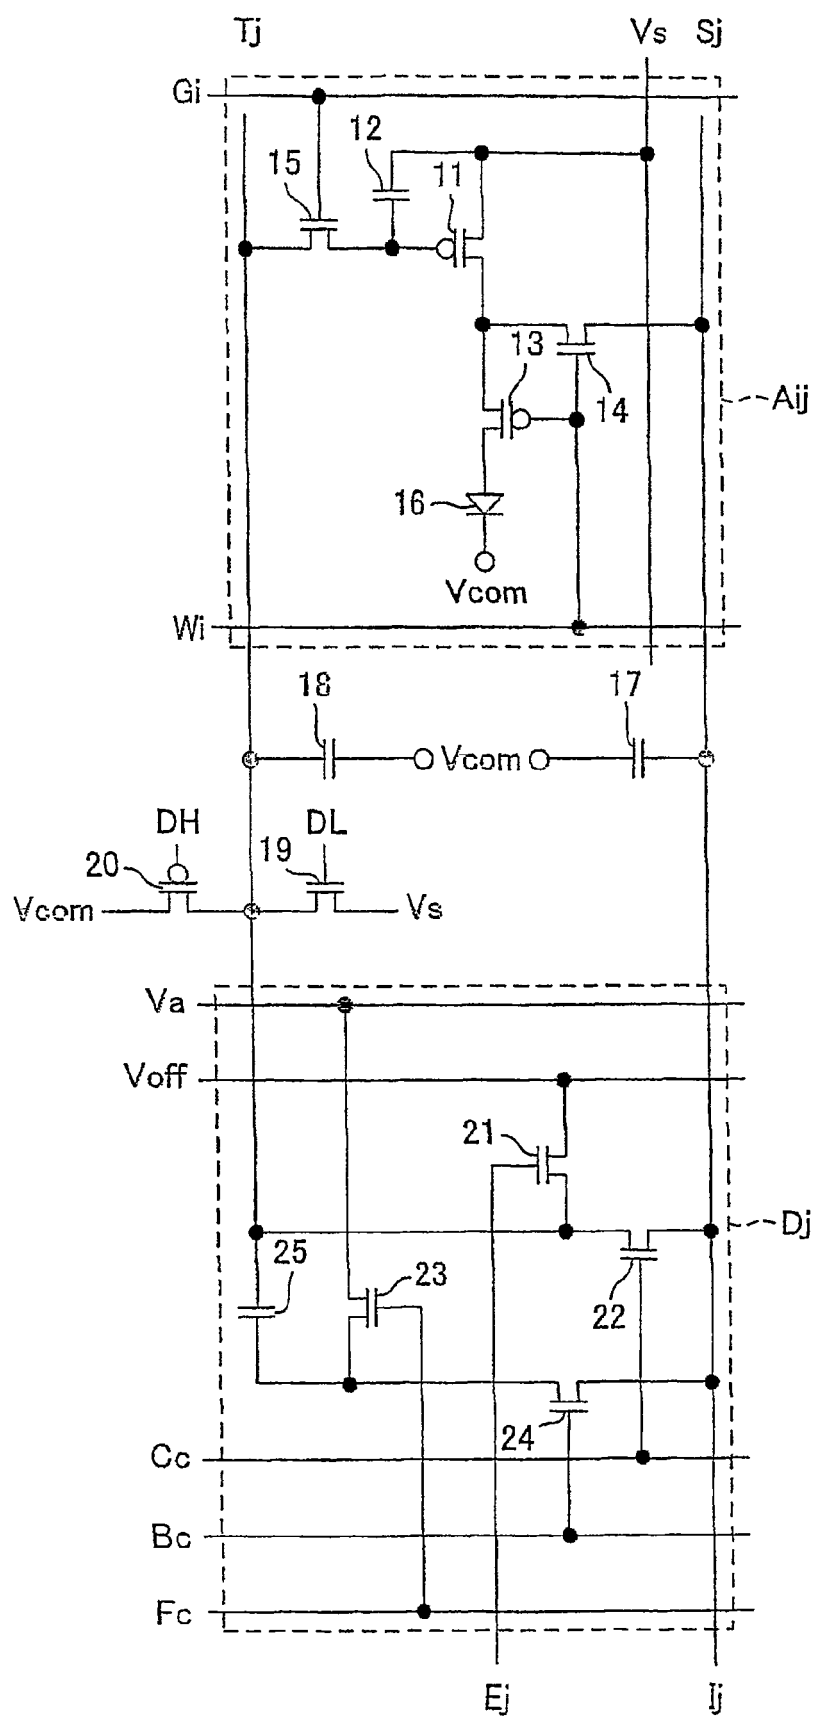 Tj Vs Sj
Gi
12
15
11
13
14
Aij
16
Vcom
Wi
18 17
Vcom
DH DL
20 19
Vcom Vs
Va
Voff
21
Dj
25 23
22
24
Cc
Bc
Fc
Ej Ij